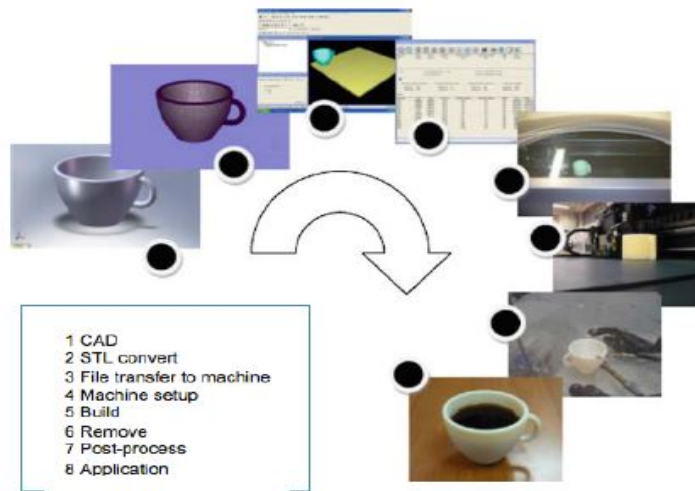 1 CAD
2 STL convert
3 File transfer to machine
4 Machine setup
5 Build
6 Remove
7 Post-process
8 Application